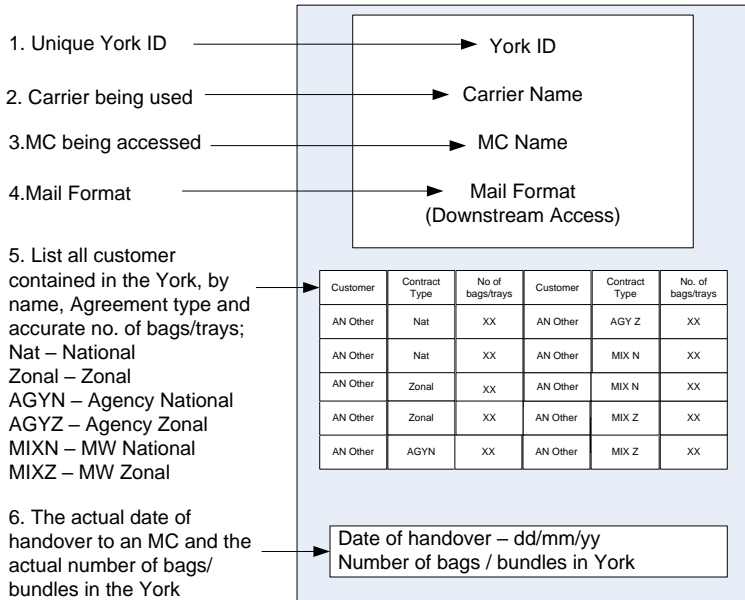 1. Unique York ID
York ID
2. Carrier being used
Carrier Name
3.MC being accessed
MC Name
4.Mail Format
Mail Format
(Downstream Access)
5. List all customer
contained in the York, by
name, Agreement type and
accurate no. of bags/trays;
Nat – National
Zonal – Zonal
AGYN – Agency National
AGYZ – Agency Zonal
MIXN – MW National
MIXZ – MW Zonal
Customer Contract Type No of bags/trays Customer Contract Type No. of bags/trays
AN Other Nat XX AN Other AGY Z XX
AN Other Nat XX AN Other MIX N XX
AN Other Zonal XX AN Other MIX N XX
AN Other Zonal XX AN Other MIX Z XX
AN Other AGYN XX AN Other MIX Z XX
6. The actual date of
handover to an MC and the
actual number of bags/
bundles in the York
Date of handover – dd/mm/yy
Number of bags / bundles in York